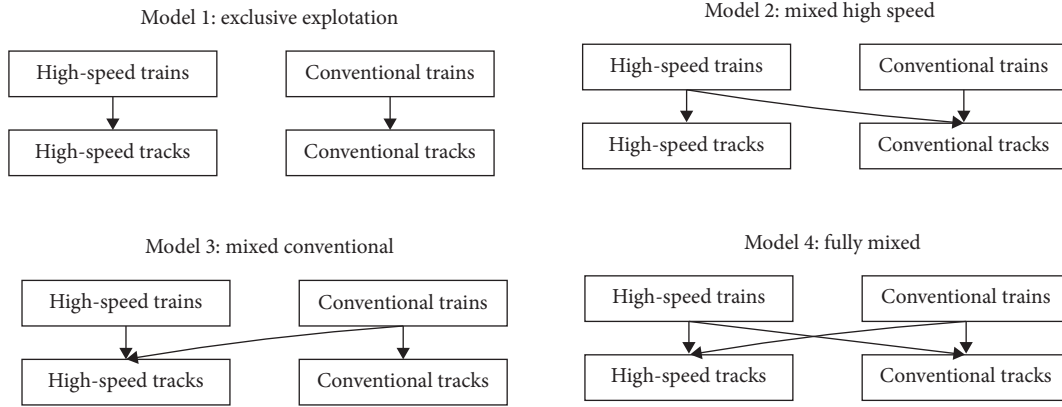 Model 1: exclusive explotation
High-speed trains
Conventional trains
High-speed tracks
Conventional tracks
Model 2: mixed high speed
High-speed trains
Conventional trains
High-speed tracks
Conventional tracks
Model 3: mixed conventional
High-speed trains
Conventional trains
High-speed tracks
Conventional tracks
Model 4: fully mixed
High-speed trains
Conventional trains
High-speed tracks
Conventional tracks